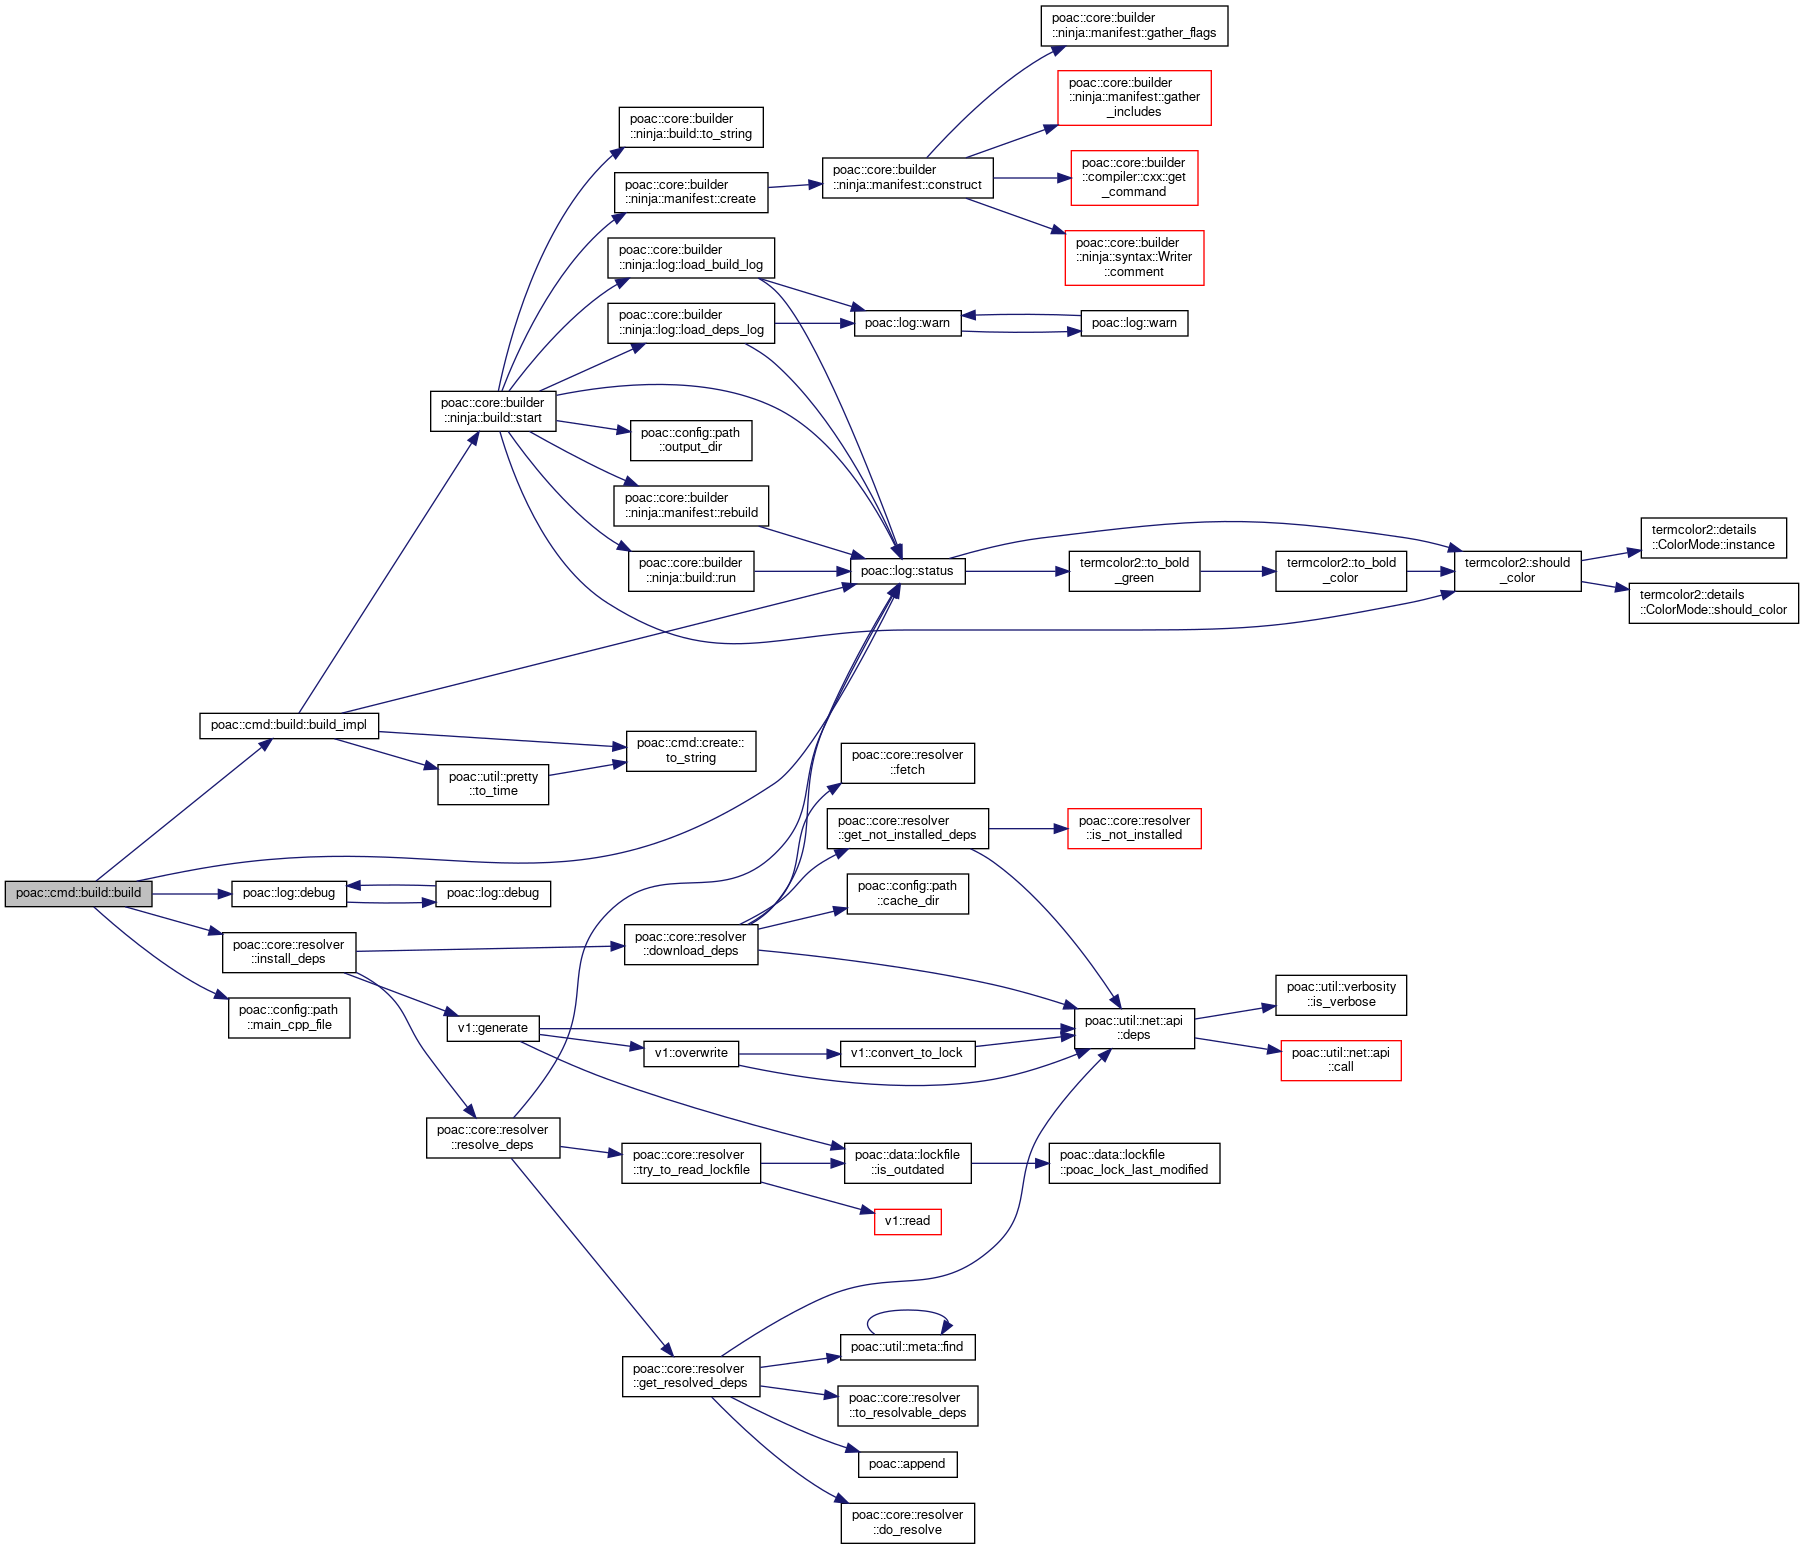 poac::core::builder
::ninja::manifest::gather_flags
poac::core::builder
::ninja::manifest::gather
_includes
poac::core::builder
::ninja::build::to_string
poac::core::builder
::compiler::cxx::get
_command
poac::core::builder
::ninja::manifest::construct
poac::core::builder
::ninja::manifest::create
poac::core::builder
::ninja::syntax::Writer
::comment
poac::core::builder
::ninja::log::load_build_log
poac::core::builder
::ninja::log::load_deps_log
poac::log::warn
poac::log::warn
poac::core::builder
::ninja::build::start
poac::config::path
::output_dir
poac::core::builder
::ninja::manifest::rebuild
poac::core::builder
::ninja::build::run
poac::log::status
termcolor2::to_bold
_green
termcolor2::to_bold
_color
termcolor2::should
_color
termcolor2::details
::ColorMode::instance
termcolor2::details
::ColorMode::should_color
poac::cmd::build::build_impl
poac::cmd::create::
to_string
poac::util::pretty
::to_time
poac::core::resolver
::fetch
poac::core::resolver
::get_not_installed_deps
poac::core::resolver
::is_not_installed
poac::cmd::build::build
poac::log::debug
poac::log::debug
poac::config::path
::cache_dir
poac::core::resolver
::install_deps
poac::core::resolver
::download_deps
poac::config::path
::main_cpp_file
v1::generate
poac::util::net::api
::deps
poac::util::verbosity
::is_verbose
v1::overwrite
v1::convert_to_lock
poac::util::net::api
::call
poac::core::resolver
::resolve_deps
poac::core::resolver
::try_to_read_lockfile
poac::data::lockfile
::is_outdated
poac::data::lockfile
::poac_lock_last_modified
v1::read
poac::core::resolver
::get_resolved_deps
poac::util::meta::find
poac::core::resolver
::to_resolvable_deps
poac::append
poac::core::resolver
::do_resolve